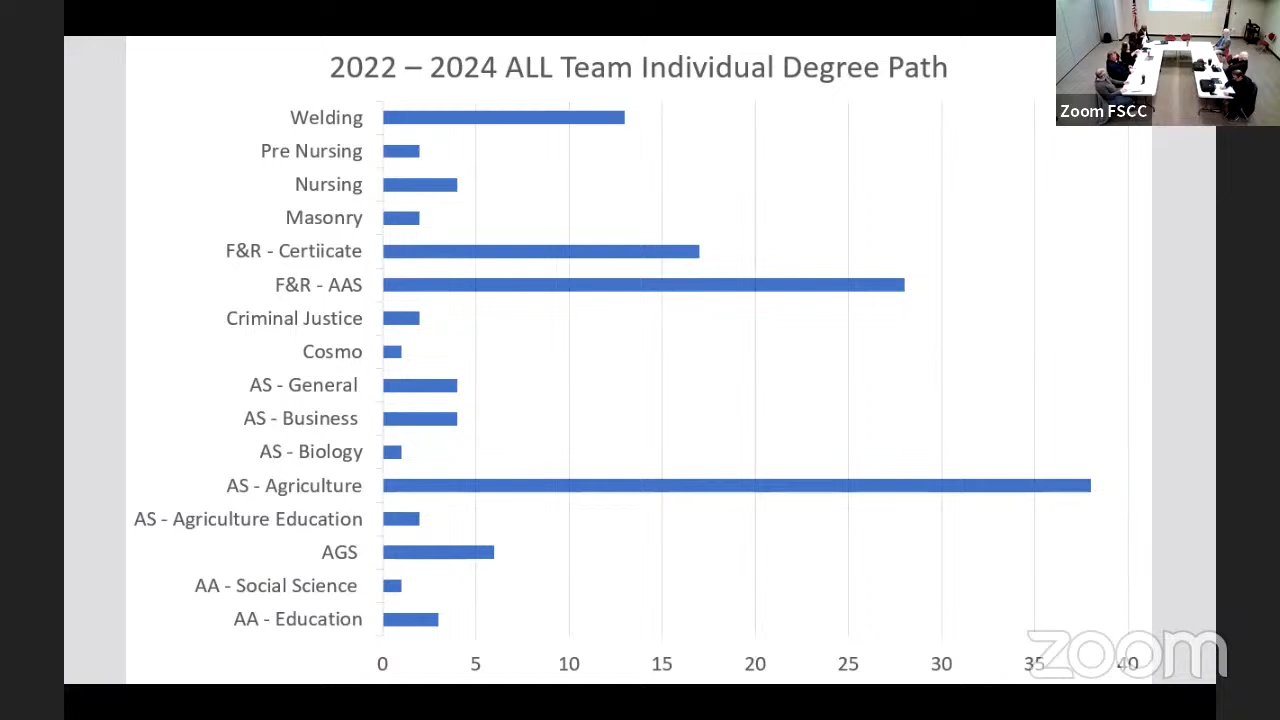 2022 – 2024 ALL Team Individual Degree Path
Zoom FSCC
Welding
Pre Nursing
Nursing
Masonry
F&R - Certiicate
F&R - AAS
Criminal Justice
Cosmo
AS - General
AS - Business
AS - Biology
AS - Agriculture
AS - Agriculture Education
AGS
AA - Social Science
AA - Education
0 5 10 15 20 25 30 35 40
zoom